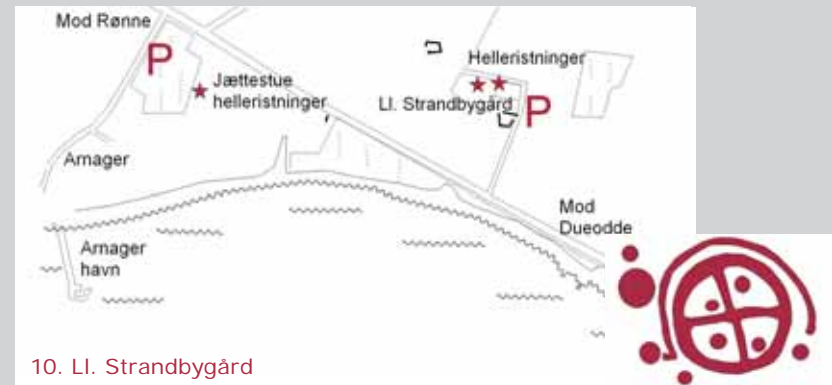 Mod Rønne
P
Jættestue
helleristninger
Helleristninger
Ll. Strandbygård
P
Arnager
Mod
Dueodde
Arnager
havn
10. Ll. Strandbygård